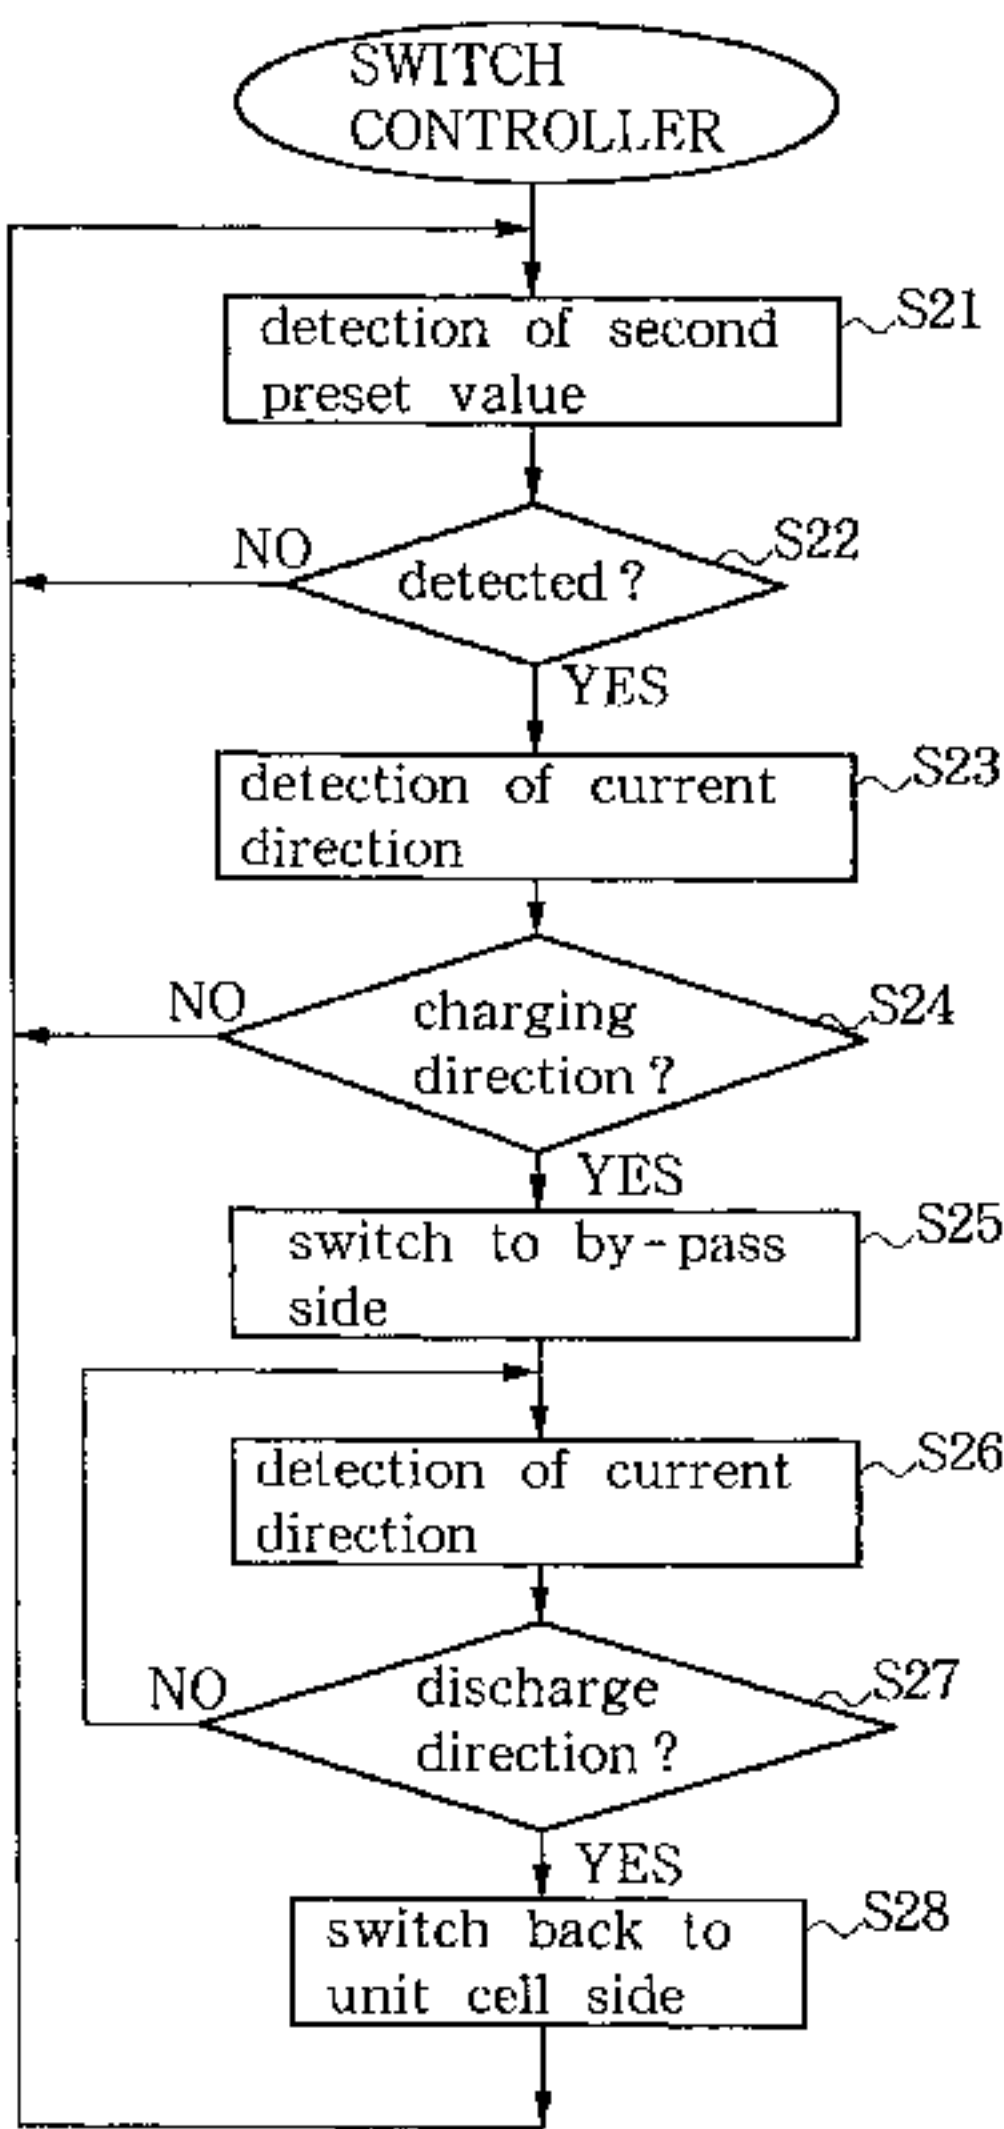 SWITCH
CONTROLLER
detection of second
preset value
S21
NO
detected?
S22
YES
detection of current
direction
S23
NO
charging
direction?
S24
YES
switch to by-pass
side
S25
detection of current
direction
S26
NO
discharge
direction?
S27
YES
switch back to
unit cell side
S28